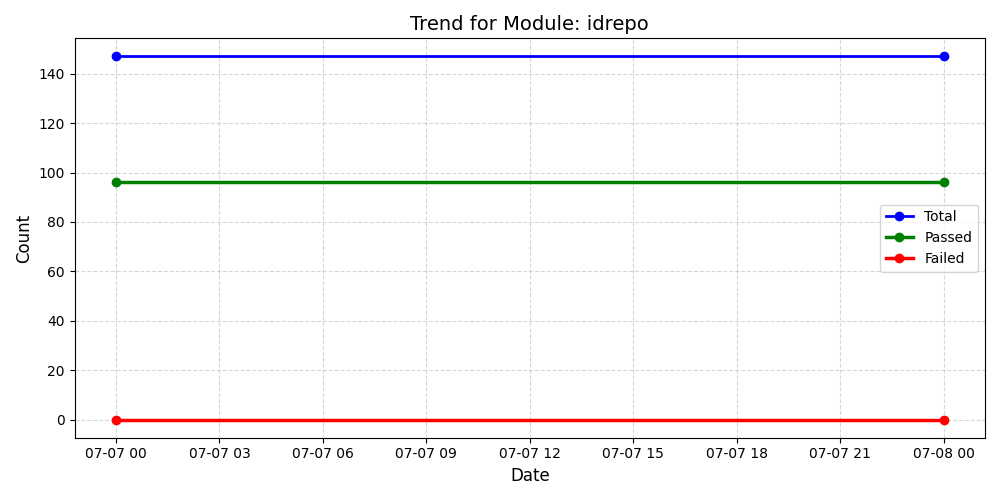 Trend for Module: idrepo
140
120
100
80
60
40
20
0
Count
Total
Passed
Failed
07-07 00 07-07 03 07-07 06 07-07 09 07-07 12 07-07 15 07-07 18 07-07 21 07-08 00
Date